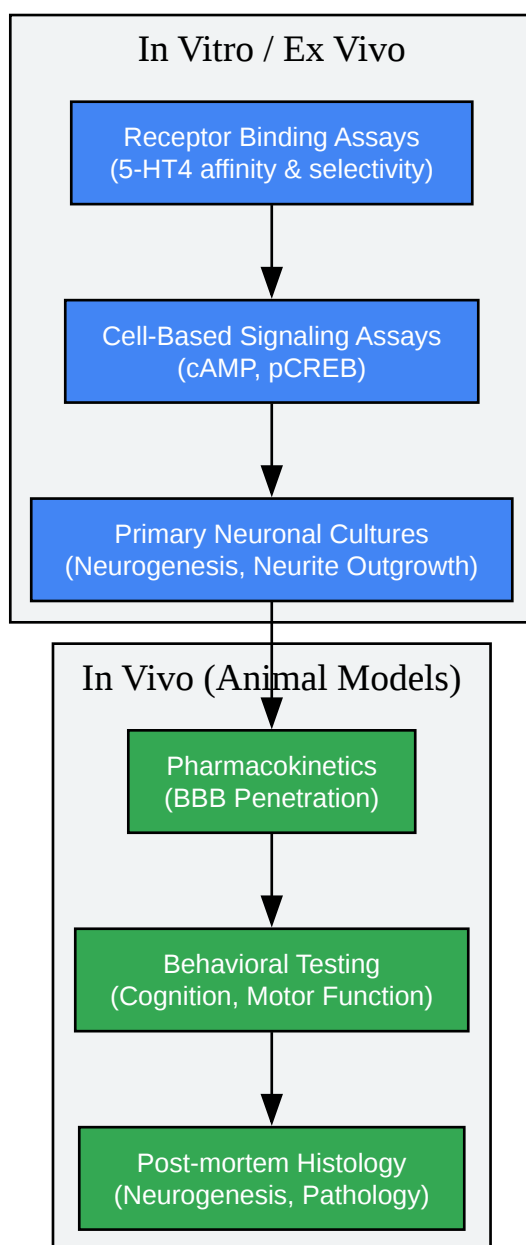 In Vitro / Ex Vivo
Receptor Binding Assays
(5-HT4 affinity & selectivity)
Cell-Based Signaling Assays
(cAMP, pCREB)
Primary Neuronal Cultures
(Neurogenesis, Neurite Outgrowth)
In Vivo (Animal Models)
Pharmacokinetics
(BBB Penetration)
Behavioral Testing
(Cognition, Motor Function)
Post-mortem Histology
(Neurogenesis, Pathology)